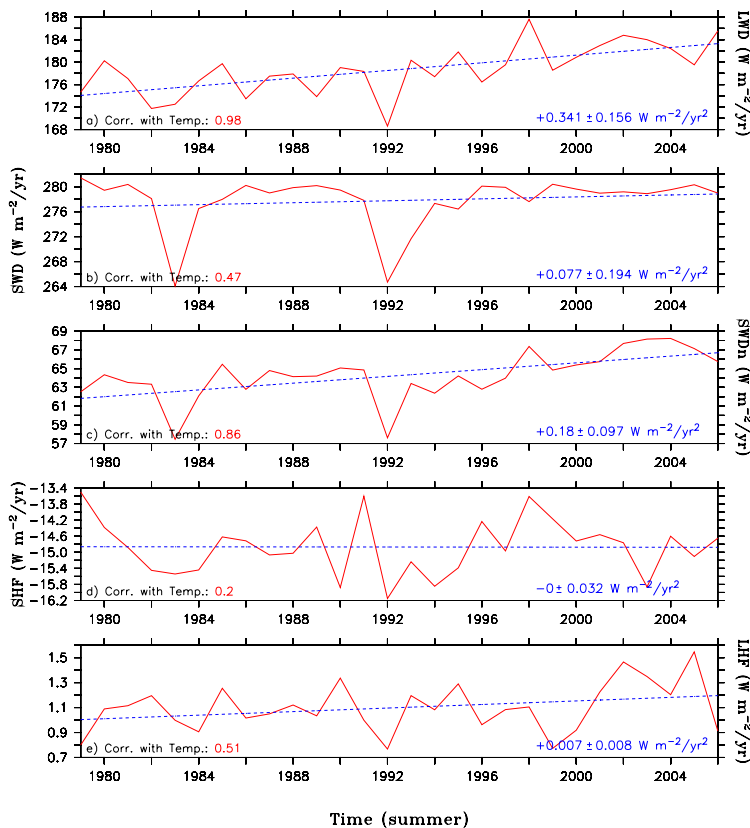 188
184
180
176
172
168
LWD (W m⁻²/yr)
a) Corr. with Temp.: 0.98
+0.341±0.156 W m⁻²/yr²
1980 1984 1988 1992 1996 2000 2004
280
276
272
268
264
SWD (W m⁻²/yr)
b) Corr. with Temp.: 0.47
+0.077±0.194 W m⁻²/yr²
1980 1984 1988 1992 1996 2000 2004
69
67
65
63
61
59
57
SWDn (W m⁻²/yr)
c) Corr. with Temp.: 0.86
+0.18±0.097 W m⁻²/yr²
1980 1984 1988 1992 1996 2000 2004
−13.4
−13.8
−14.2
−14.6
−15.0
−15.4
−15.8
−16.2
SHF (W m⁻²/yr)
d) Corr. with Temp.: 0.2
−0±0.032 W m⁻²/yr²
1980 1984 1988 1992 1996 2000 2004
1.5
1.3
1.1
0.9
0.7
LHF (W m⁻²/yr)
e) Corr. with Temp.: 0.51
+0.007±0.008 W m⁻²/yr²
1980 1984 1988 1992 1996 2000 2004
Time (summer)